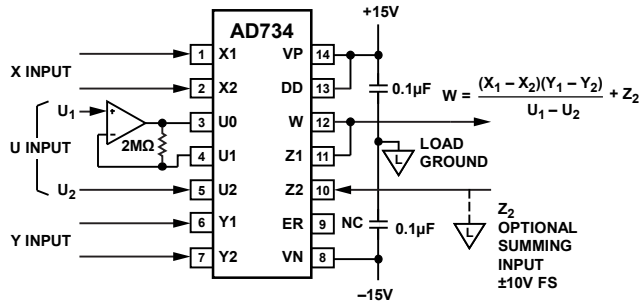 AD734
+15V
X INPUT
1 X1
2 X2
U INPUT
U1
+
–
2MΩ
3 U0
4 U1
U2
5 U2
Y INPUT
6 Y1
7 Y2
VP 14
DD 13
W 12
Z1 11
Z2 10
ER 9
VN 8
0.1µF
W = (X1 – X2)(Y1 – Y2) / U1 – U2 + Z2
L
LOAD
GROUND
NC
0.1µF
L
Z2
OPTIONAL
SUMMING
INPUT
±10V FS
–15V